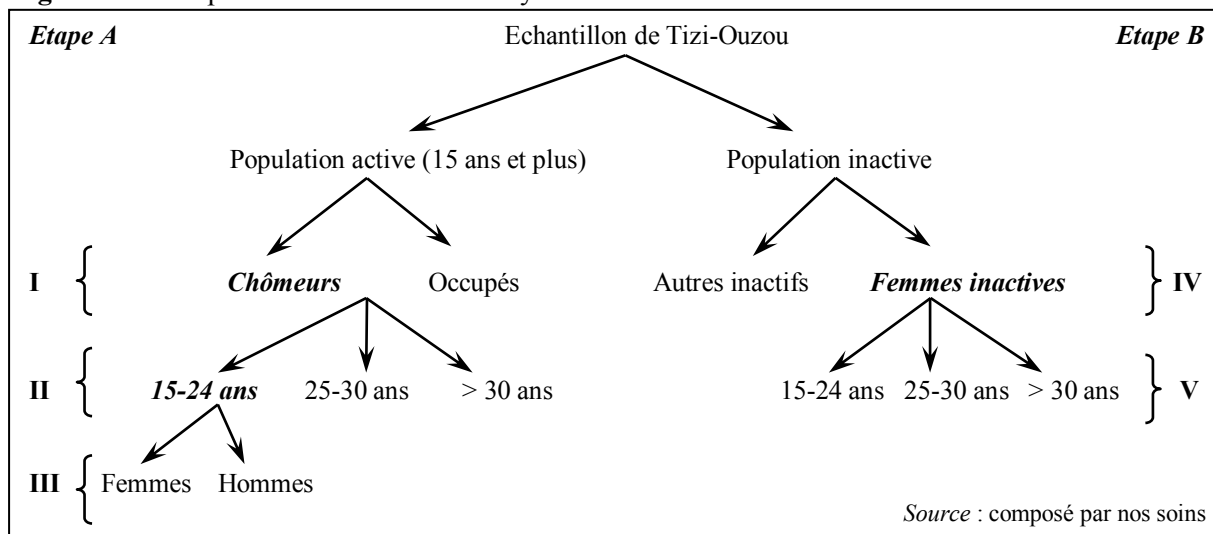 Etape A Echantillon de Tizi-Ouzou Etape B
Population active (15 ans et plus) Population inactive
I Chômeurs Occupés Autres inactifs Femmes inactives IV
II 15-24 ans 25-30 ans > 30 ans 15-24 ans 25-30 ans > 30 ans V
III Femmes Hommes
Source : composé par nos soins